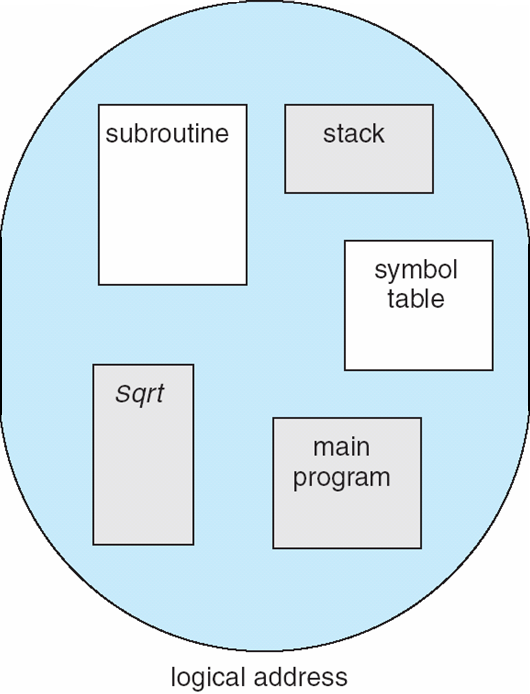 subroutine
stack
symbol
table
Sqrt
main
program
logical address